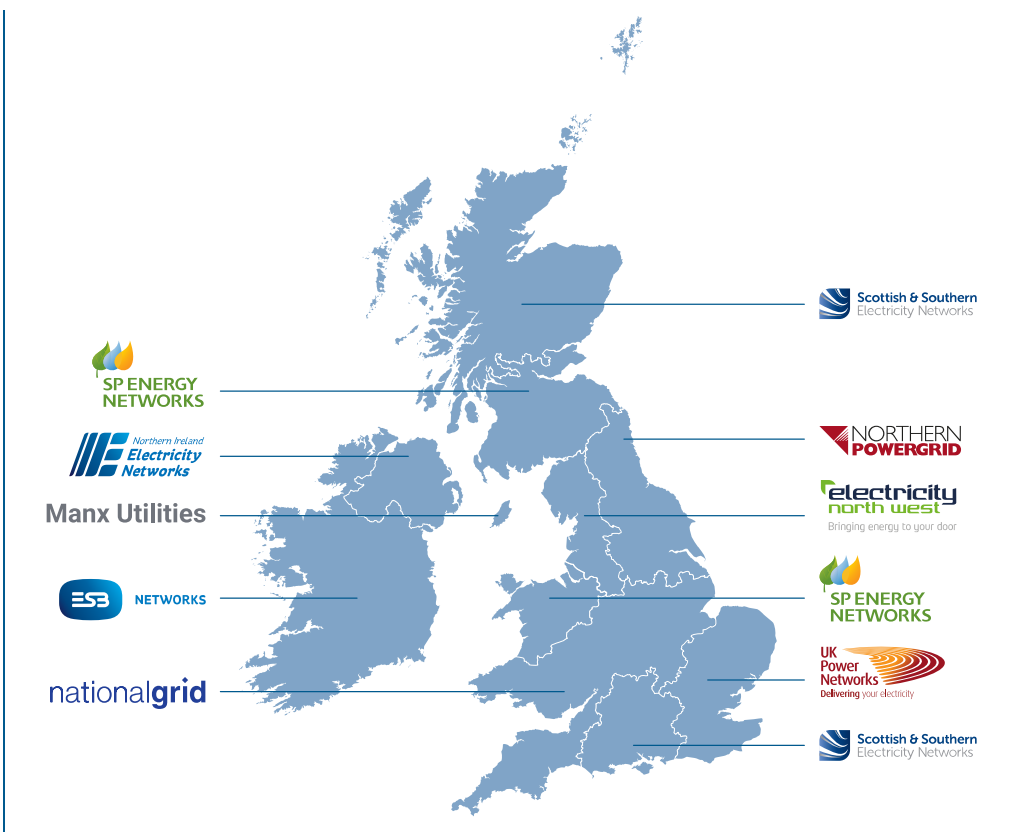 SP ENERGY
NETWORKS
Northern Ireland
Electricity
Networks
Manx Utilities
ESB NETWORKS
nationalgrid
Scottish & Southern
Electricity Networks
NORTHERN
POWERGRID
electricity
north west
Bringing energy to your door
SP ENERGY
NETWORKS
UK
Power
Networks
Delivering your electricity
Scottish & Southern
Electricity Networks